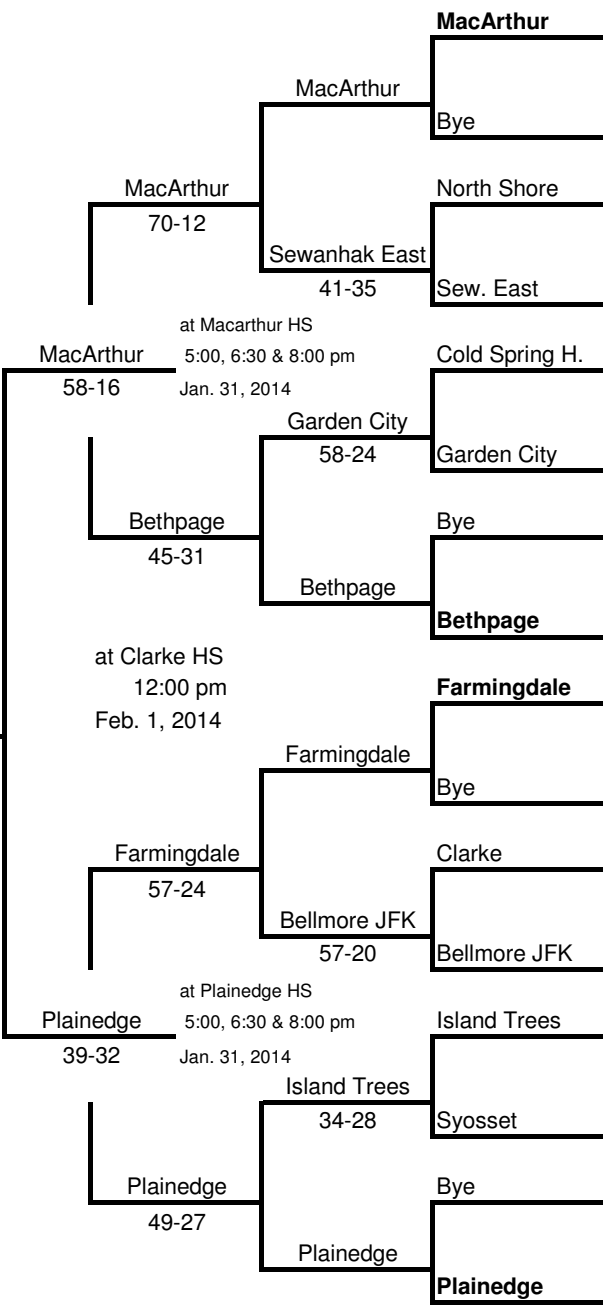 MacArthur
MacArthur
Bye
MacArthur
70-12
North Shore
Sewanhak East
41-35
Sew. East
at Macarthur HS
5:00, 6:30 & 8:00 pm
Jan. 31, 2014
MacArthur
58-16
Cold Spring H.
Garden City
58-24
Garden City
Bethpage
45-31
Bye
Bethpage
Bethpage
at Clarke HS
12:00 pm
Feb. 1, 2014
Farmingdale
Farmingdale
Bye
Farmingdale
57-24
Clarke
Bellmore JFK
57-20
Bellmore JFK
at Plainedge HS
5:00, 6:30 & 8:00 pm
Jan. 31, 2014
Plainedge
39-32
Island Trees
Island Trees
34-28
Syosset
Plainedge
49-27
Bye
Plainedge
Plainedge